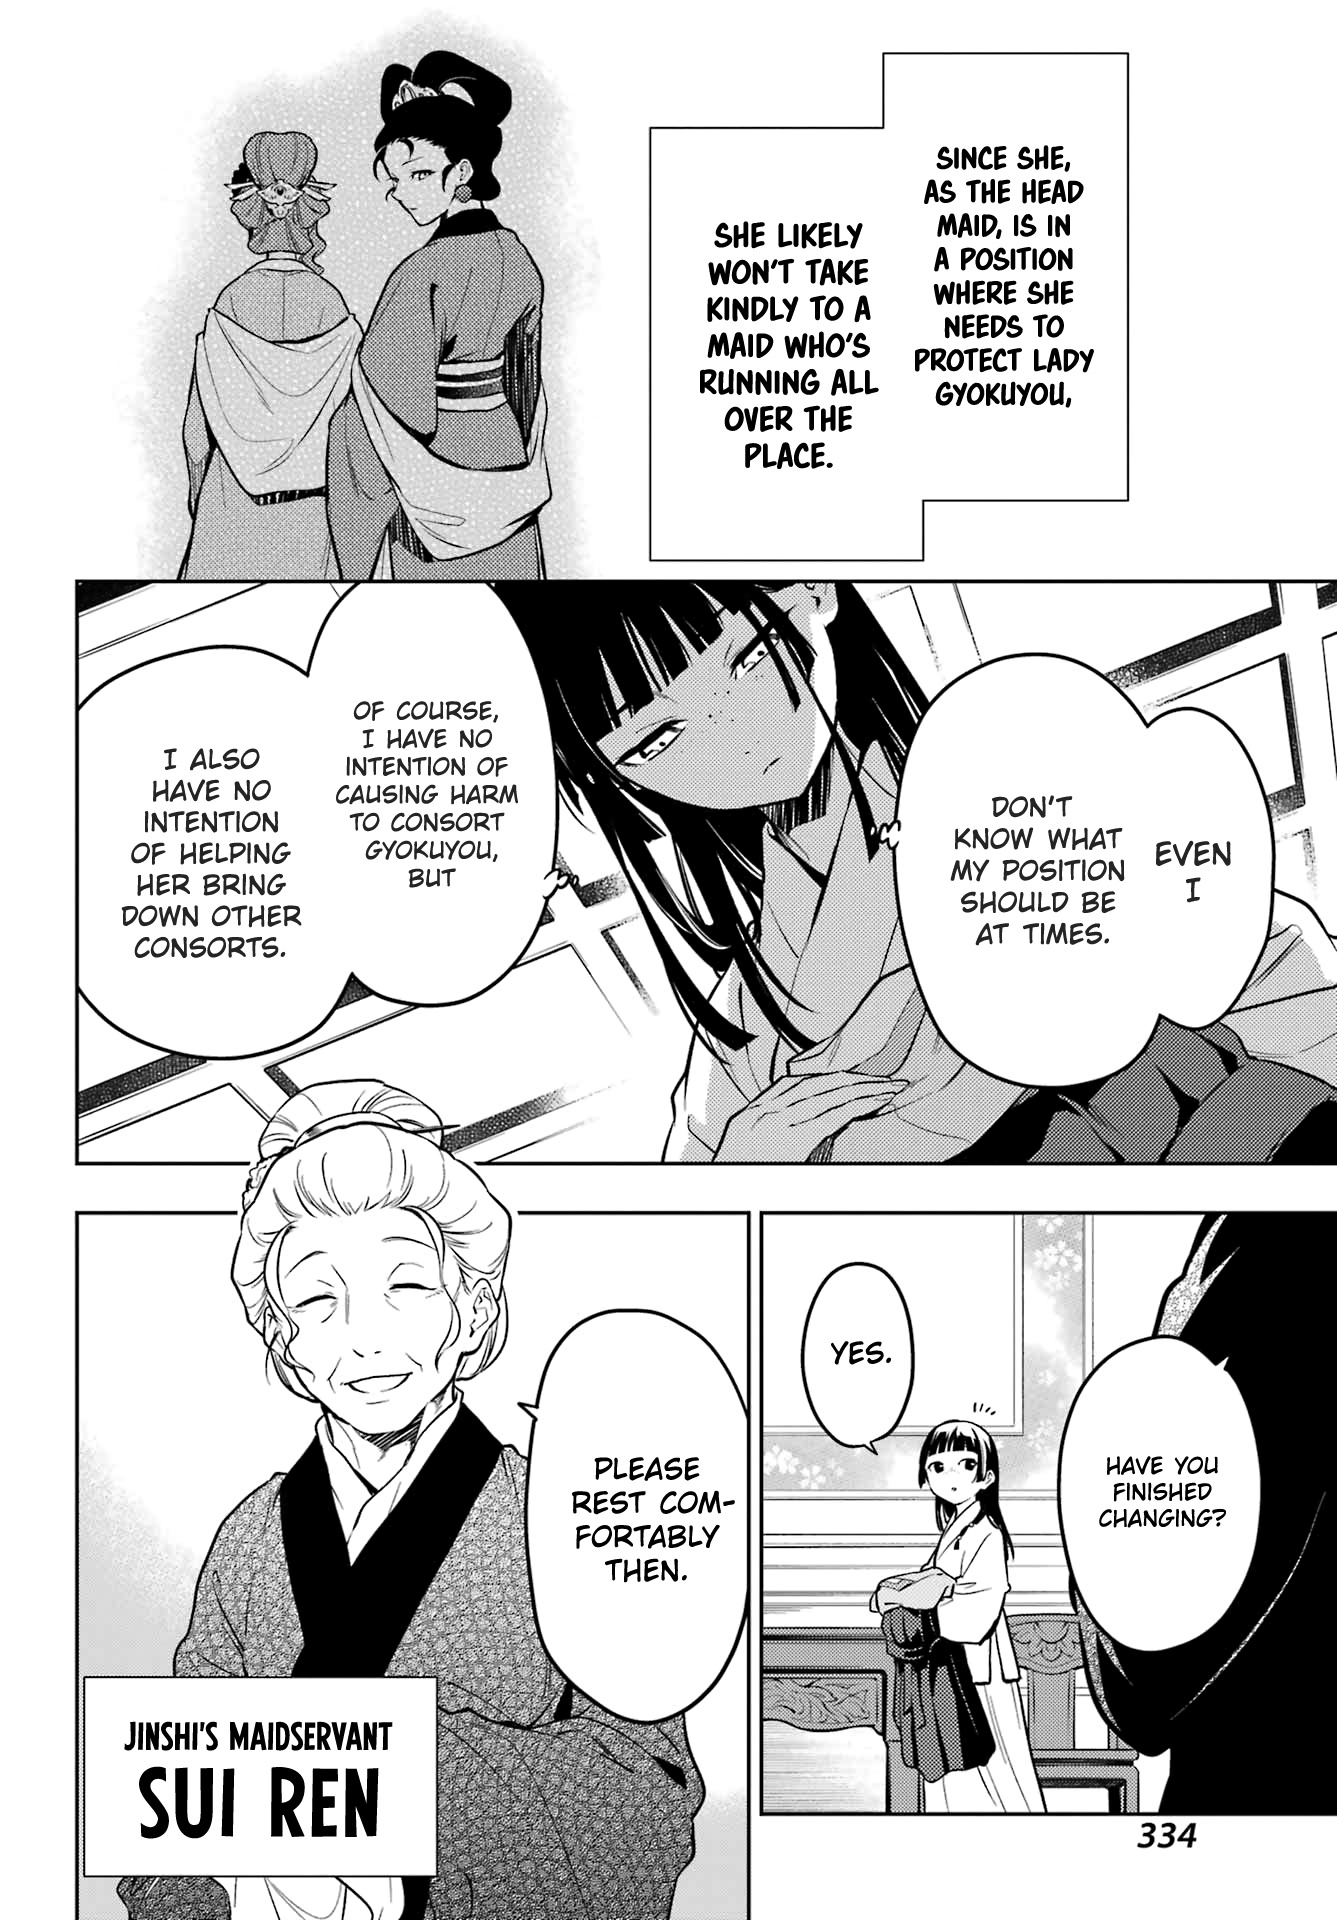 SINCE SHE,
AS THE HEAD
MAID, IS IN
A POSITION
WHERE SHE
NEEDS TO
PROTECT LADY
GYOKUYOU,
SHE LIKELY
WON'T TAKE
KINDLY TO A
MAID WHO'S
RUNNING ALL
OVER THE
PLACE.
EVEN
I
DON'T
KNOW WHAT
MY POSITION
SHOULD BE
AT TIMES.
OF COURSE,
I HAVE NO
INTENTION OF
CAUSING HARM
TO CONSORT
GYOKUYOU,
BUT
I ALSO
HAVE NO
INTENTION
OF HELPING
HER BRING
DOWN OTHER
CONSORTS.
HAVE YOU
FINISHED
CHANGING?
YES.
PLEASE
REST COM-
FORTABLY
THEN.
JINSHI'S MAIDSERVANT
SUI REN
334